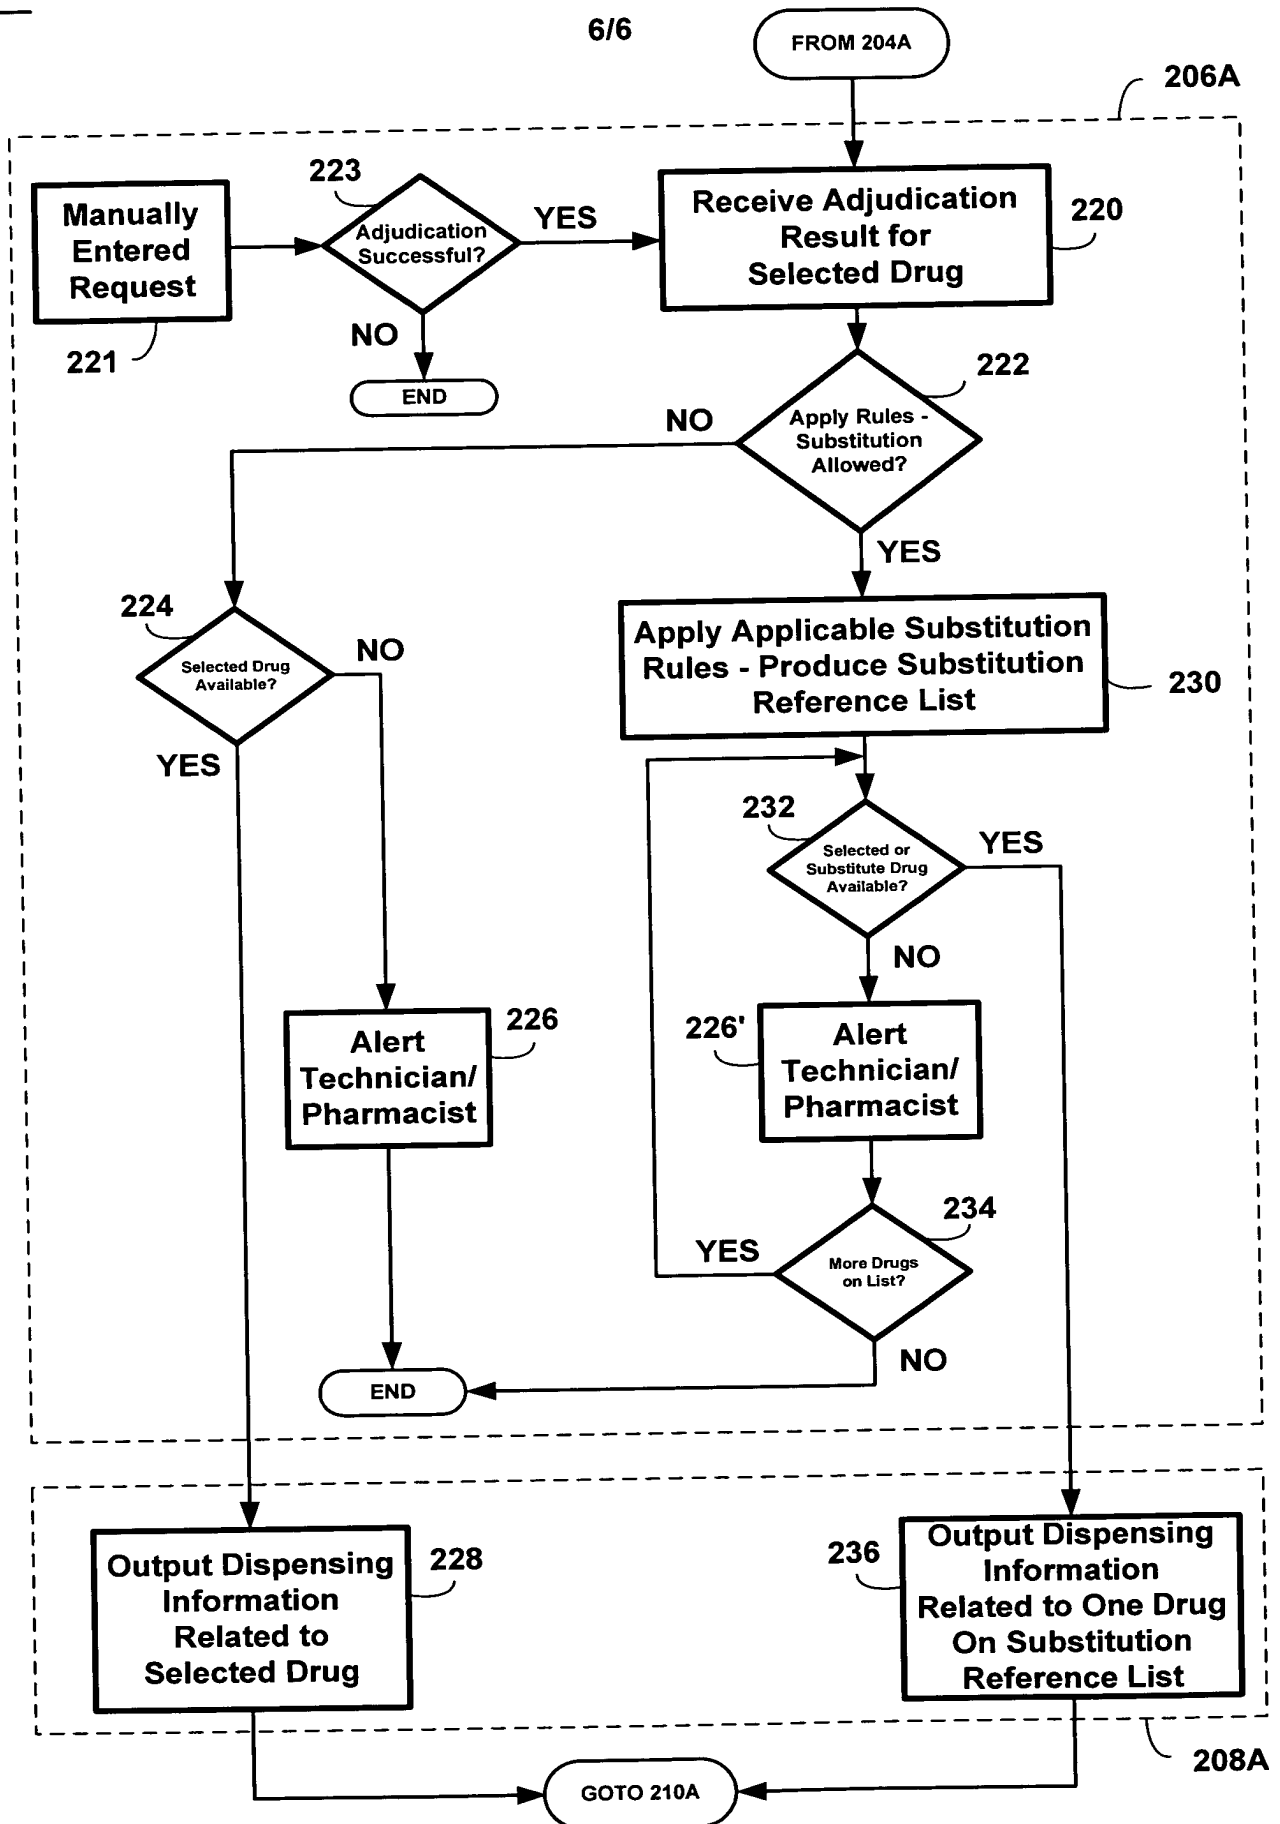 6/6
FROM 204A
206A
223
Manually
Entered
Request
221
Adjudication
Successful?
YES
NO
END
Receive Adjudication
Result for
Selected Drug
220
222
Apply Rules -
Substitution
Allowed?
NO
YES
224
Selected Drug
Available?
NO
YES
Apply Applicable Substitution
Rules - Produce Substitution
Reference List
230
232
Selected or
Substitute Drug
Available?
YES
NO
226
Alert
Technician/
Pharmacist
226'
Alert
Technician/
Pharmacist
234
More Drugs
on List?
YES
NO
END
Output Dispensing
Information
Related to
Selected Drug
228
236
Output Dispensing
Information
Related to One Drug
On Substitution
Reference List
208A
GOTO 210A